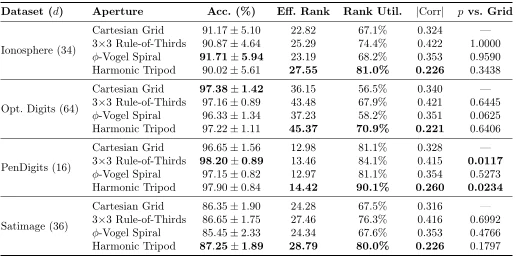 Dataset (d) Aperture Acc. (%) Eff. Rank Rank Util. |Corr| p vs. Grid
Ionosphere (34)
Cartesian Grid 91.17 ± 5.10 22.82 67.1% 0.324 —
3×3 Rule-of-Thirds 90.87 ± 4.64 25.29 74.4% 0.422 1.0000
ϕ-Vogel Spiral 91.71 ± 5.94 23.19 68.2% 0.353 0.9590
Harmonic Tripod 90.02 ± 5.61 27.55 81.0% 0.226 0.3438
Opt. Digits (64)
Cartesian Grid 97.38 ± 1.42 36.15 56.5% 0.340 —
3×3 Rule-of-Thirds 97.16 ± 0.89 43.48 67.9% 0.421 0.6445
ϕ-Vogel Spiral 96.33 ± 1.34 37.23 58.2% 0.351 0.0625
Harmonic Tripod 97.22 ± 1.11 45.37 70.9% 0.221 0.6406
PenDigits (16)
Cartesian Grid 96.65 ± 1.56 12.98 81.1% 0.328 —
3×3 Rule-of-Thirds 98.20 ± 0.89 13.46 84.1% 0.415 0.0117
ϕ-Vogel Spiral 97.15 ± 0.82 12.97 81.1% 0.354 0.5273
Harmonic Tripod 97.90 ± 0.84 14.42 90.1% 0.260 0.0234
Satimage (36)
Cartesian Grid 86.35 ± 1.90 24.28 67.5% 0.316 —
3×3 Rule-of-Thirds 86.65 ± 1.75 27.46 76.3% 0.416 0.6992
ϕ-Vogel Spiral 85.45 ± 2.33 24.34 67.6% 0.353 0.4766
Harmonic Tripod 87.25 ± 1.89 28.79 80.0% 0.226 0.1797